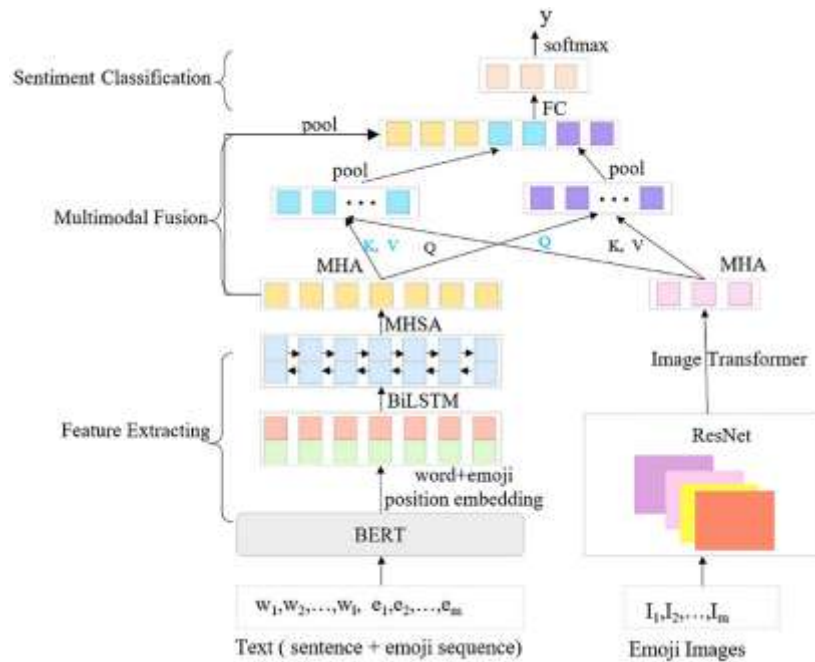 y
softmax
Sentiment Classification
FC
pool
pool
pool
Multimodal Fusion
K, V Q Q K, V
MHA MHA
MHSA
Image Transformer
BiLSTM
Feature Extracting
ResNet
word+emoji
position embedding
BERT
w₁,w₂,…,wₗ, e₁,e₂,…,eₘ
I₁,I₂,…,Iₘ
Text ( sentence + emoji sequence)
Emoji Images